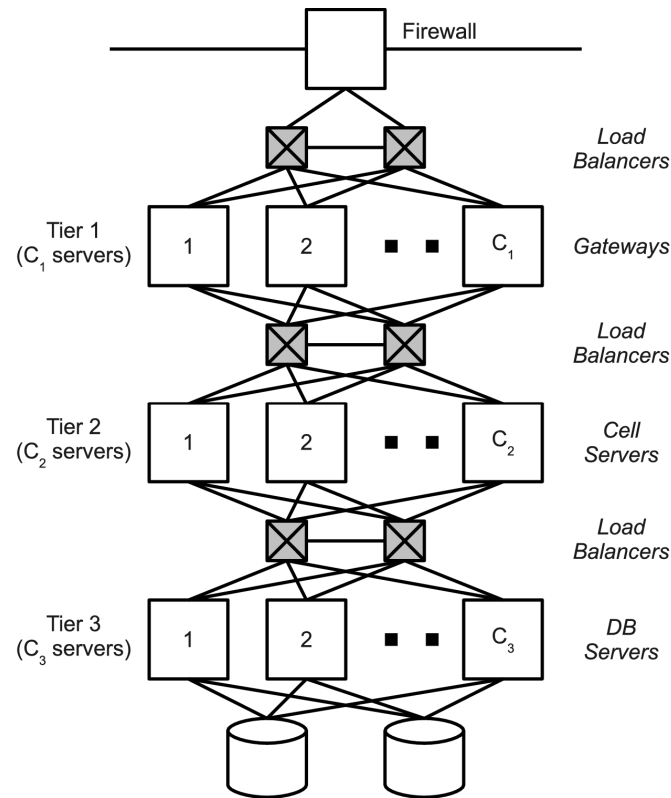 Firewall
Load
Balancers
Tier 1
(C₁ servers)
1
2
C₁
Gateways
Load
Balancers
Tier 2
(C₂ servers)
1
2
C₂
Cell
Servers
Load
Balancers
Tier 3
(C₃ servers)
1
2
C₃
DB
Servers